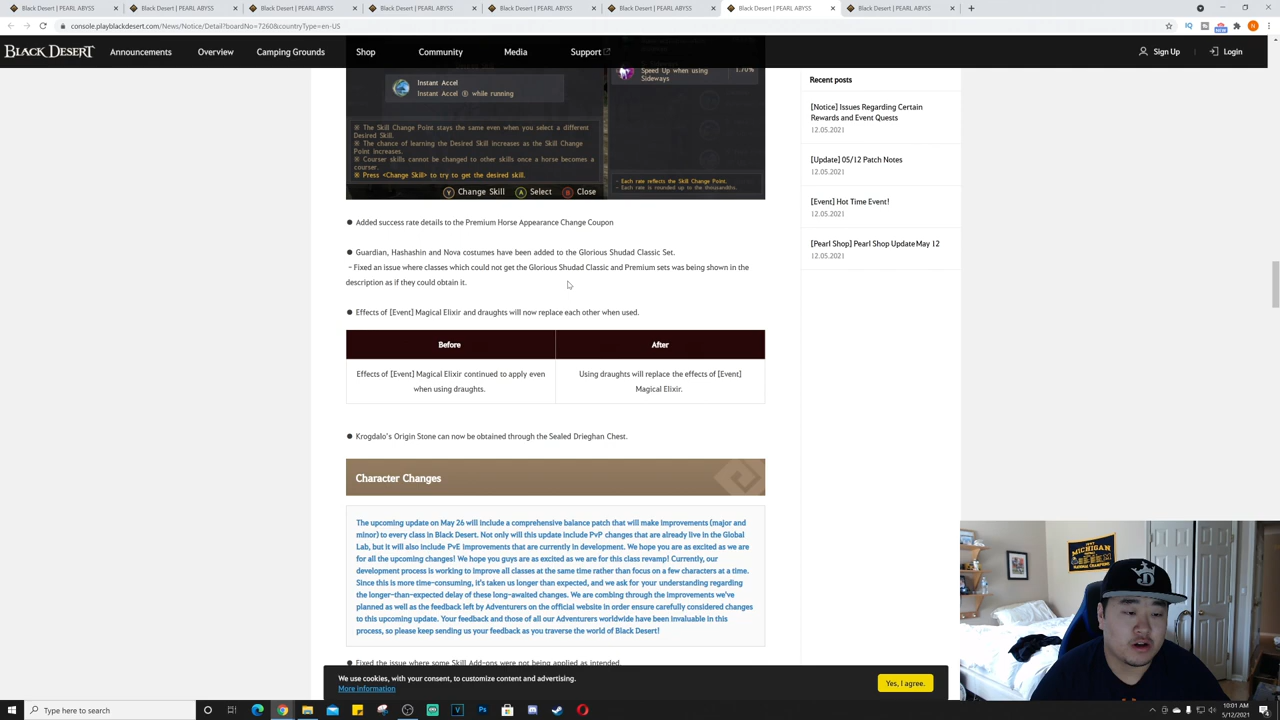 Black Desert | PEARL ABYSS
Black Desert | PEARL ABYSS
Black Desert | PEARL ABYSS
Black Desert | PEARL ABYSS
Black Desert | PEARL ABYSS
Black Desert | PEARL ABYSS
Black Desert | PEARL ABYSS
Black Desert | PEARL ABYSS
console.playblackdesert.com/News/Notice/Detail?boardNo=7260&countryType=en-US
BLACK DESERT
Announcements
Overview
Camping Grounds
Shop
Community
Media
Support
Sign Up
Login
Instant Accel
Instant Accel Ⓢ while running
Speed Up when using
Sideways
1.70%
※ The Skill Change Point stays the same even when you select a different
Desired Skill.
※ The chance of learning the Desired Skill increases as the Skill Change
Point increases.
※ Courser skills cannot be changed to other skills once a horse becomes a
courser.
※ Press <Change Skill> to try to get the desired skill.
- Each rate reflects the Skill Change Point.
- Each rate is rounded up to the thousandths.
Y Change Skill A Select B Close
● Added success rate details to the Premium Horse Appearance Change Coupon
● Guardian, Hashashin and Nova costumes have been added to the Glorious Shudad Classic Set.
- Fixed an issue where classes which could not get the Glorious Shudad Classic and Premium sets was being shown in the
description as if they could obtain it.
● Effects of [Event] Magical Elixir and draughts will now replace each other when used.
Before
After
Effects of [Event] Magical Elixir continued to apply even
when using draughts.
Using draughts will replace the effects of [Event]
Magical Elixir.
● Krogdalo's Origin Stone can now be obtained through the Sealed Drieghan Chest.
Character Changes
The upcoming update on May 26 will include a comprehensive balance patch that will make improvements (major and
minor) to every class in Black Desert. Not only will this update include PvP changes that are already live in the Global
Lab, but it will also include PvE improvements that are currently in development. We hope you are as excited as we are
for all the upcoming changes! We hope you guys are as excited as we are for this class revamp! Currently, our
development process is working to improve all classes at the same time rather than focus on a few characters at a time.
Since this is more time-consuming, it's taken us longer than expected, and we ask for your understanding regarding
the longer-than-expected delay of these long-awaited changes. We are combing through the improvements we've
planned as well as the feedback left by Adventurers on the official website in order ensure carefully considered changes
to this upcoming update. Your feedback and those of all our Adventurers worldwide have been invaluable in this
process, so please keep sending us your feedback as you traverse the world of Black Desert!
● Fixed the issue where some Skill Add-ons were not being applied as intended.
We use cookies, with your consent, to customize content and advertising.
More information
Yes, I agree.
Recent posts
[Notice] Issues Regarding Certain
Rewards and Event Quests
12.05.2021
[Update] 05/12 Patch Notes
12.05.2021
[Event] Hot Time Event!
12.05.2021
[Pearl Shop] Pearl Shop Update May 12
12.05.2021
MICHIGAN
Type here to search
10:01 AM
5/12/2021